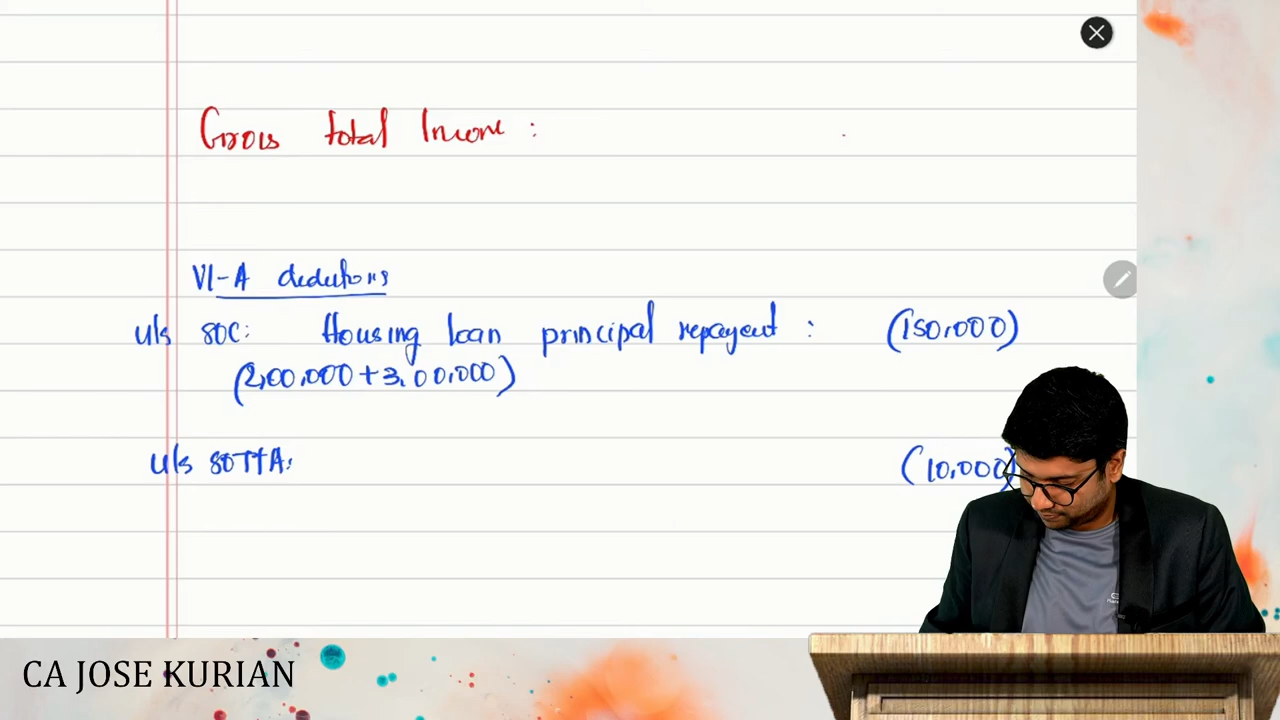 Gross total Income :
VI-A deductions
u/s 80C: Housing loan principal repayent : (150,000)
(2,00,000 + 3,00,000)
u/s 80TTA: (10,000)
CA JOSE KURIAN